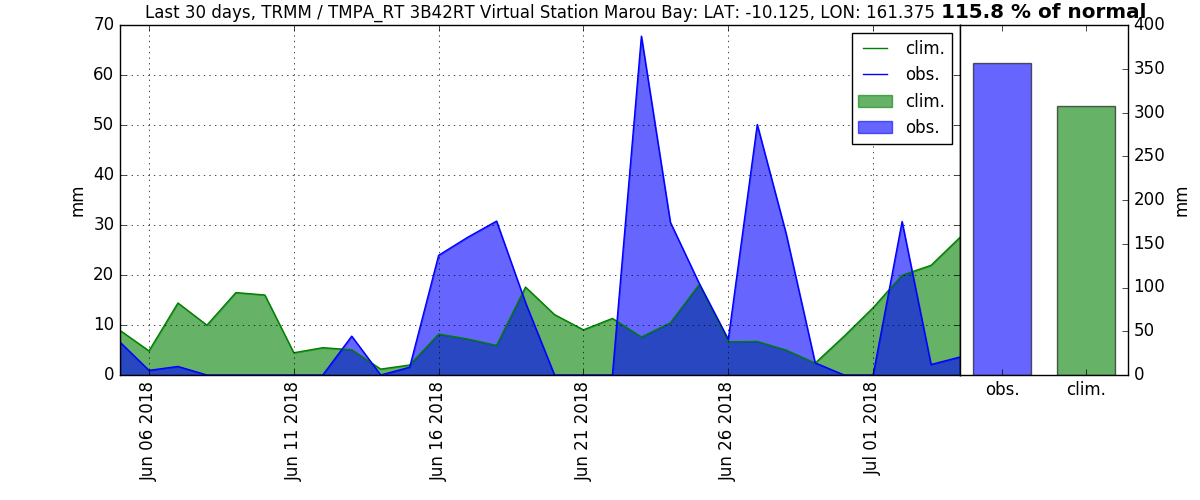 Last 30 days, TRMM / TMPA_RT 3B42RT Virtual Station Marou Bay: LAT: -10.125, LON: 161.375 115.8 % of normal
70
60
50
40
30
20
10
0
mm
clim.
obs.
clim.
obs.
Jun 06 2018
Jun 11 2018
Jun 16 2018
Jun 21 2018
Jun 26 2018
Jul 01 2018
400
350
300
250
200
150
100
50
0
mm
obs.
clim.